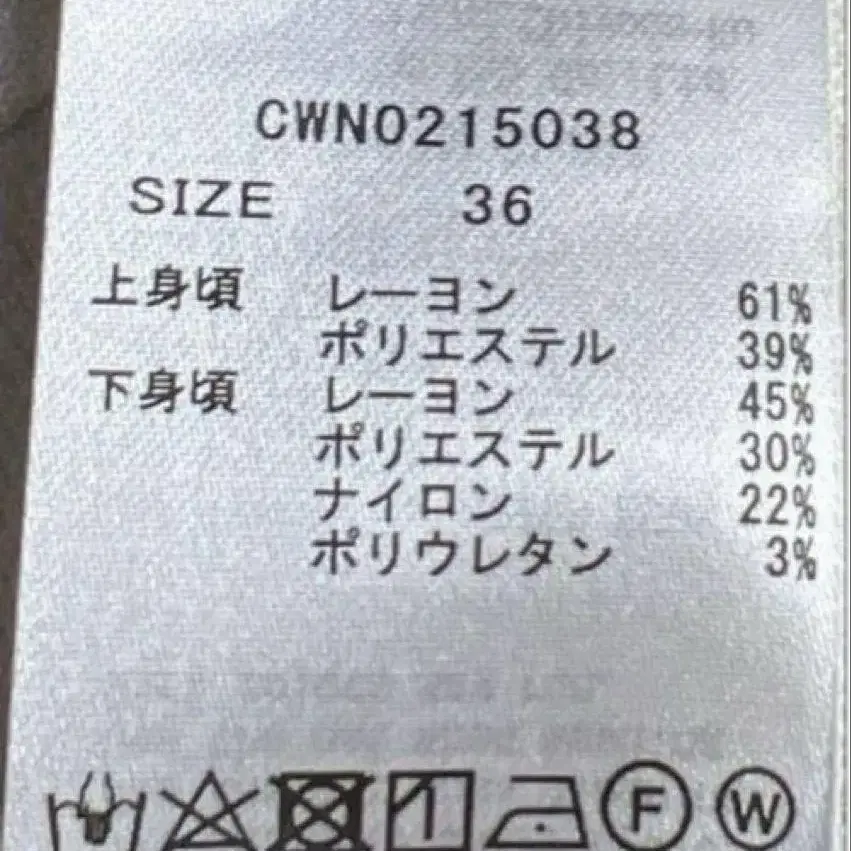 CWN0215038
SIZE 36
上身頃 レーヨン 61%
ポリエステル 39%
下身頃 レーヨン 45%
ポリエステル 30%
ナイロン 22%
ポリウレタン 3%
F W